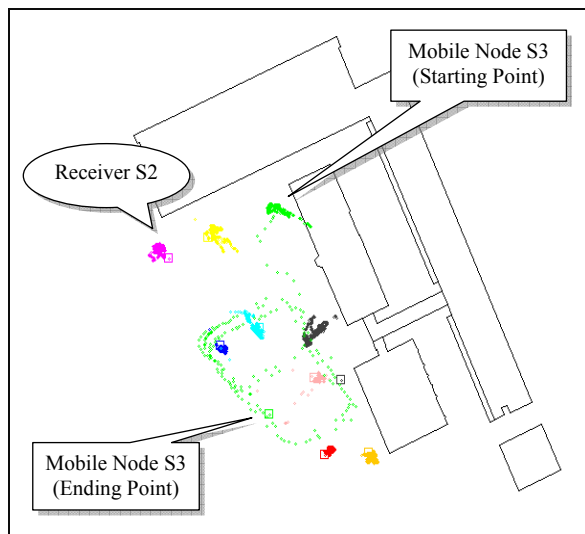 Mobile Node S3
(Starting Point)
Receiver S2
Mobile Node S3
(Ending Point)